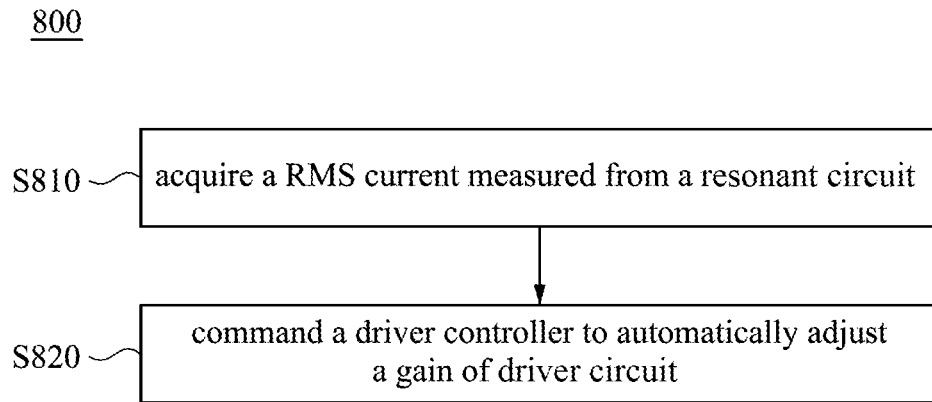 800
S810 acquire a RMS current measured from a resonant circuit
command a driver controller to automatically adjust
S820 a gain of driver circuit